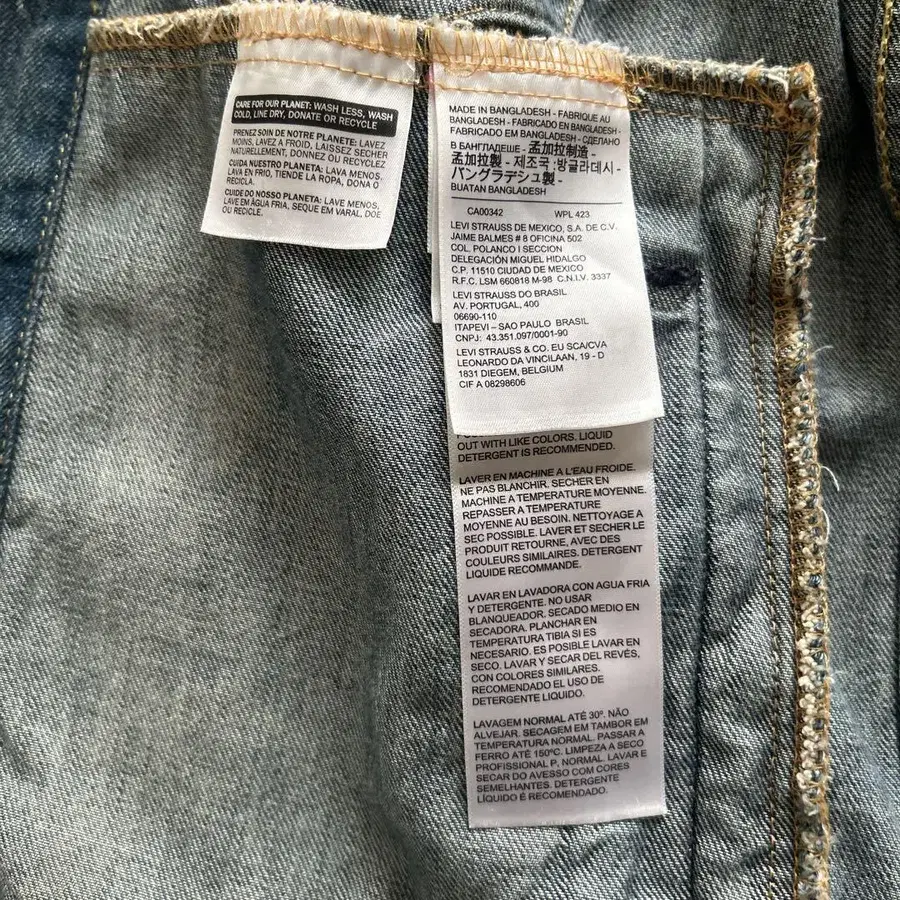 CARE FOR OUR PLANET: WASH LESS, WASH
COLD, LINE DRY, DONATE OR RECYCLE
PRENEZ SOIN DE NOTRE PLANETE: LAVEZ
MOINS, LAVEZ A FROID, LAISSEZ SECHER
NATURELLEMENT, DONNEZ OU RECYCLEZ
CUIDA NUESTRO PLANETA: LAVA MENOS,
LAVA EN FRIO, TIENDE LA ROPA, DONA O
RECICLA.
CUIDE DO NOSSO PLANETA: LAVE MENOS,
LAVE EM ÁGUA FRIA, SEQUE EM VARAL, DOE
OU RECICLE.
MADE IN BANGLADESH - FABRIQUE AU
BANGLADESH - FABRICADO EN BANGLADESH -
FABRICADO EM BANGLADESH - СДЕЛАНО
В БАНГЛАДЕШЕ - 孟加拉制造 -
孟加拉製 - 제조국 :방글라데시 -
バングラデシュ製 -
BUATAN BANGLADESH
CA00342 WPL 423
LEVI STRAUSS DE MEXICO, S.A. DE C.V.
JAIME BALMES # 8 OFICINA 502
COL. POLANCO I SECCION
DELEGACIÓN MIGUEL HIDALGO
C.P. 11510 CIUDAD DE MEXICO
R.F.C. LSM 660818 M-98 C.N.I.V. 3337
LEVI STRAUSS DO BRASIL
AV. PORTUGAL, 400
06690-110
ITAPEVI – SAO PAULO BRASIL
CNPJ: 43.351.097/0001-90
LEVI STRAUSS & CO. EU SCA/CVA
LEONARDO DA VINCILAAN, 19 - D
1831 DIEGEM, BELGIUM
CIF A 08298606
OUT WITH LIKE COLORS. LIQUID
DETERGENT IS RECOMMENDED.
LAVER EN MACHINE A L'EAU FROIDE.
NE PAS BLANCHIR. SECHER EN
MACHINE A TEMPERATURE MOYENNE.
REPASSER A TEMPERATURE
MOYENNE AU BESOIN. NETTOYAGE A
SEC POSSIBLE. LAVER ET SECHER LE
PRODUIT RETOURNE, AVEC DES
COULEURS SIMILAIRES. DETERGENT
LIQUIDE RECOMMANDE.
LAVAR EN LAVADORA CON AGUA FRIA
Y DETERGENTE. NO USAR
BLANQUEADOR. SECADO MEDIO EN
SECADORA. PLANCHAR EN
TEMPERATURA TIBIA SI ES
NECESARIO. ES POSIBLE LAVAR EN
SECO. LAVAR Y SECAR DEL REVÉS,
CON COLORES SIMILARES.
RECOMENDADO EL USO DE
DETERGENTE LIQUIDO.
LAVAGEM NORMAL ATÉ 30º. NÃO
ALVEJAR. SECAGEM EM TAMBOR EM
TEMPERATURA NORMAL. PASSAR A
FERRO ATÉ 150ºC. LIMPEZA A SECO
PROFISSIONAL P, NORMAL. LAVAR E
SECAR DO AVESSO COM CORES
SEMELHANTES. DETERGENTE
LÍQUIDO É RECOMENDADO.